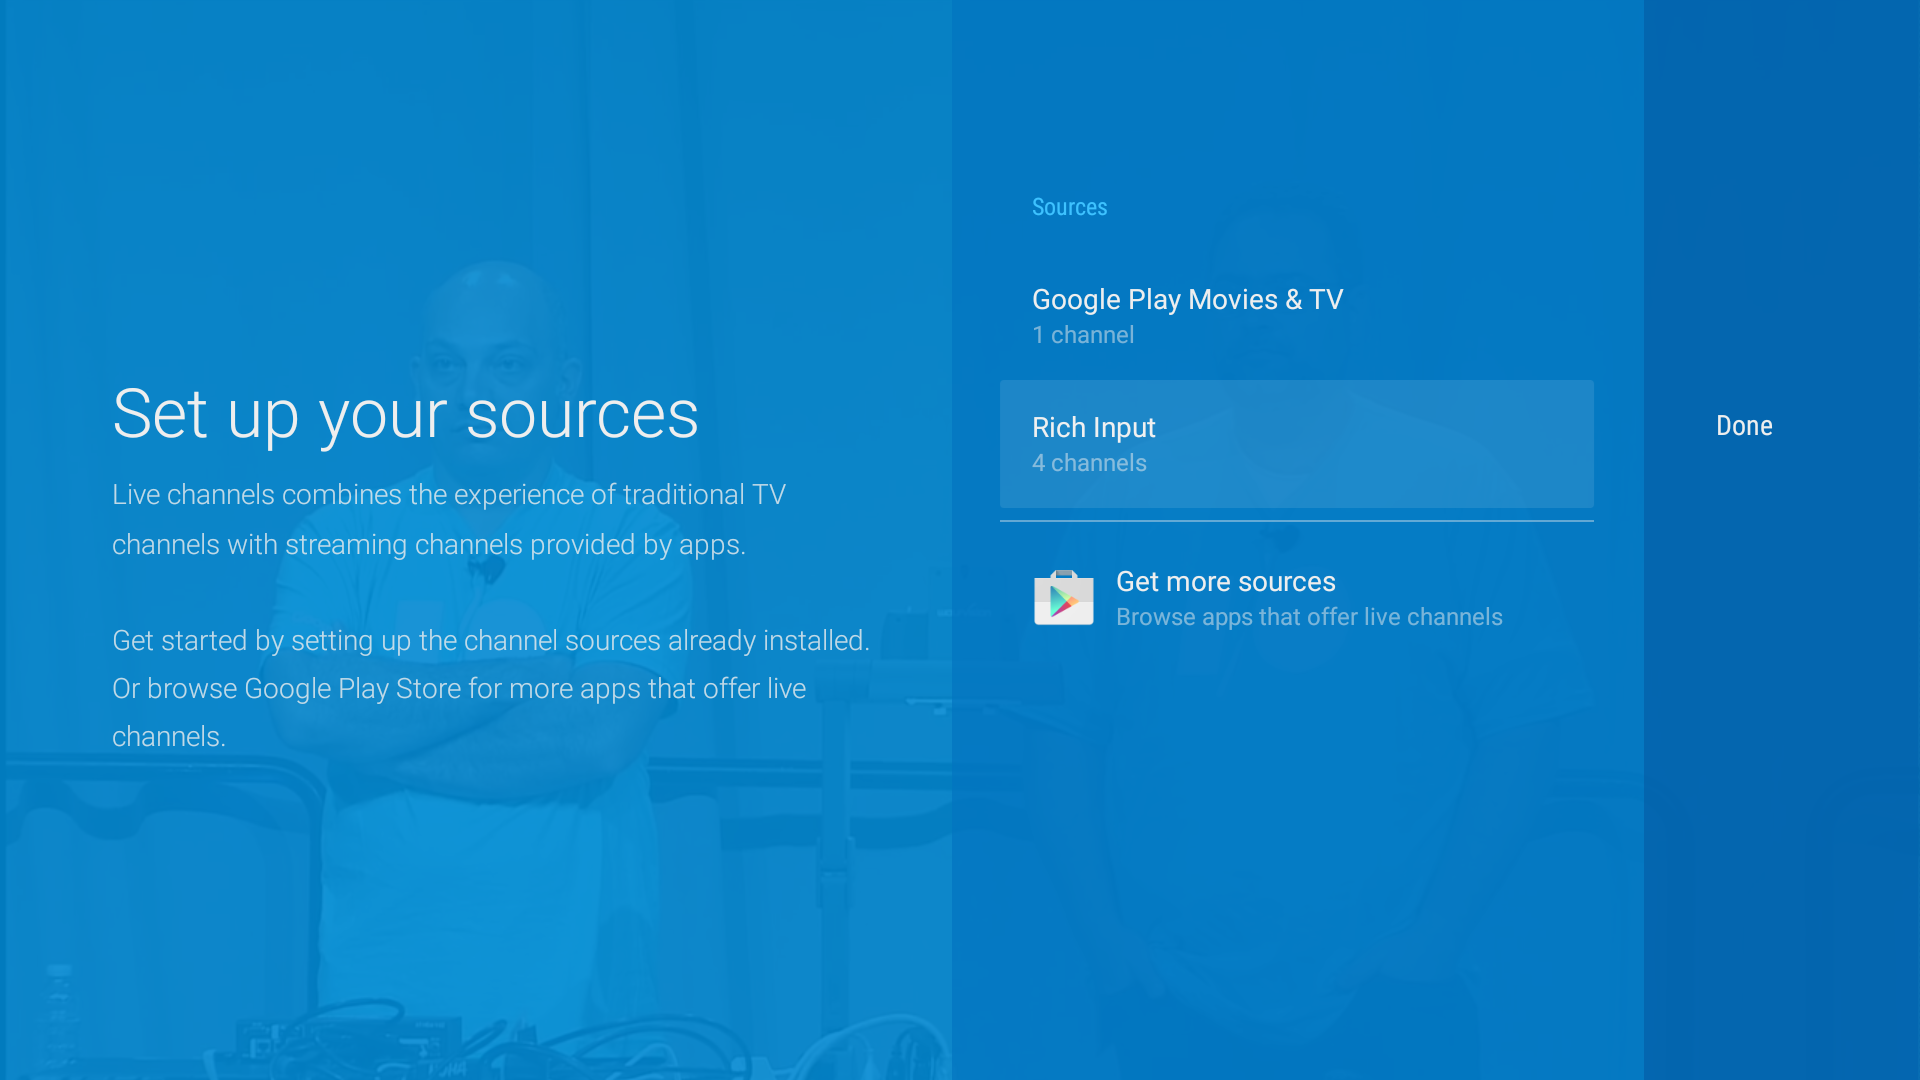 Set up your sources
Live channels combines the experience of traditional TV
channels with streaming channels provided by apps.
Get started by setting up the channel sources already installed.
Or browse Google Play Store for more apps that offer live
channels.
Sources
Google Play Movies & TV
1 channel
Rich Input
4 channels
Get more sources
Browse apps that offer live channels
Done